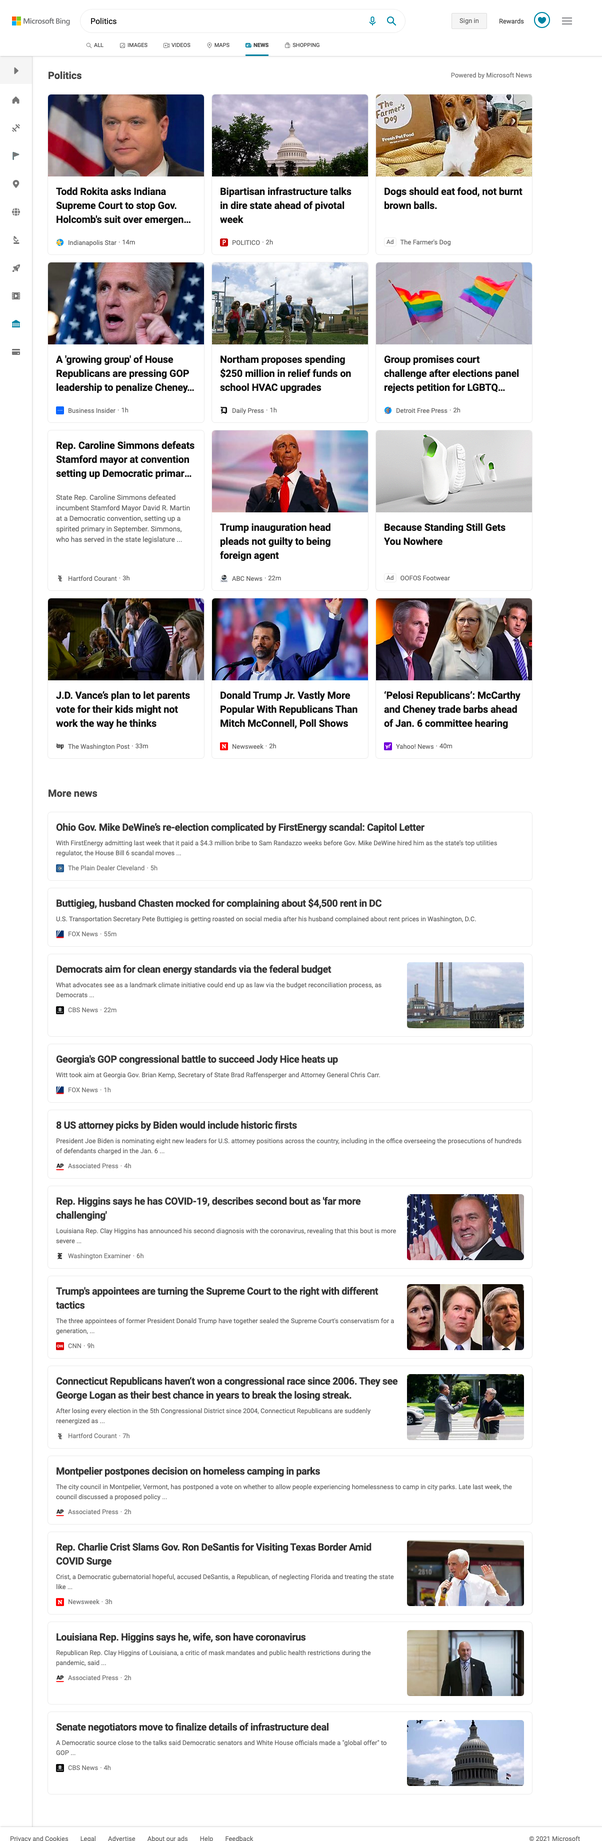 Microsoft Bing
Politics
Sign in
Rewards
ALL
IMAGES
VIDEOS
MAPS
NEWS
SHOPPING
Politics
Powered by Microsoft News
Todd Rokita asks Indiana
Supreme Court to stop Gov.
Holcomb's suit over emergen...
Indianapolis Star · 14m
Bipartisan infrastructure talks
in dire state ahead of pivotal
week
POLITICO · 2h
The
Farmer's
Dog
Fresh Pet Food
Dogs should eat food, not burnt
brown balls.
Ad The Farmer's Dog
A 'growing group' of House
Republicans are pressing GOP
leadership to penalize Cheney...
Business Insider · 1h
Northam proposes spending
$250 million in relief funds on
school HVAC upgrades
Daily Press · 1h
Group promises court
challenge after elections panel
rejects petition for LGBTQ...
Detroit Free Press · 2h
Rep. Caroline Simmons defeats
Stamford mayor at convention
setting up Democratic primar...
State Rep. Caroline Simmons defeated
incumbent Stamford Mayor David R. Martin
at a Democratic convention, setting up a
spirited primary in September. Simmons,
who has served in the state legislature ...
Hartford Courant · 3h
Trump inauguration head
pleads not guilty to being
foreign agent
ABC News · 22m
Because Standing Still Gets
You Nowhere
Ad OOFOS Footwear
J.D. Vance's plan to let parents
vote for their kids might not
work the way he thinks
wp The Washington Post · 33m
Donald Trump Jr. Vastly More
Popular With Republicans Than
Mitch McConnell, Poll Shows
N Newsweek · 2h
'Pelosi Republicans': McCarthy
and Cheney trade barbs ahead
of Jan. 6 committee hearing
Yahoo! News · 40m
More news
Ohio Gov. Mike DeWine's re-election complicated by FirstEnergy scandal: Capitol Letter
With FirstEnergy admitting last week that it paid a $4.3 million bribe to Sam Randazzo weeks before Gov. Mike DeWine hired him as the state's top utilities
regulator, the House Bill 6 scandal moves ...
The Plain Dealer Cleveland · 5h
Buttigieg, husband Chasten mocked for complaining about $4,500 rent in DC
U.S. Transportation Secretary Pete Buttigieg is getting roasted on social media after his husband complained about rent prices in Washington, D.C.
FOX News · 55m
Democrats aim for clean energy standards via the federal budget
What advocates see as a landmark climate initiative could end up as law via the budget reconciliation process, as
Democrats ...
CBS News · 22m
Georgia's GOP congressional battle to succeed Jody Hice heats up
Witt took aim at Georgia Gov. Brian Kemp, Secretary of State Brad Raffensperger and Attorney General Chris Carr.
FOX News · 1h
8 US attorney picks by Biden would include historic firsts
President Joe Biden is nominating eight new leaders for U.S. attorney positions across the country, including in the office overseeing the prosecutions of hundreds
of defendants charged in the Jan. 6 ...
AP Associated Press · 4h
Rep. Higgins says he has COVID-19, describes second bout as 'far more
challenging'
Louisiana Rep. Clay Higgins has announced his second diagnosis with the coronavirus, revealing that this bout is more
severe ...
Washington Examiner · 6h
Trump's appointees are turning the Supreme Court to the right with different
tactics
The three appointees of former President Donald Trump have together sealed the Supreme Court's conservatism for a
generation, ...
CNN CNN · 9h
Connecticut Republicans haven't won a congressional race since 2006. They see
George Logan as their best chance in years to break the losing streak.
After losing every election in the 5th Congressional District since 2004, Connecticut Republicans are suddenly
reenergized as ...
Hartford Courant · 7h
Montpelier postpones decision on homeless camping in parks
The city council in Montpelier, Vermont, has postponed a vote on whether to allow people experiencing homelessness to camp in city parks. Late last week, the
council discussed a proposed policy ...
AP Associated Press · 2h
Rep. Charlie Crist Slams Gov. Ron DeSantis for Visiting Texas Border Amid
COVID Surge
Crist, a Democratic gubernatorial hopeful, accused DeSantis, a Republican, of neglecting Florida and treating the state
like ...
N Newsweek · 3h
Louisiana Rep. Higgins says he, wife, son have coronavirus
Republican Rep. Clay Higgins of Louisiana, a critic of mask mandates and public health restrictions during the
pandemic, said ...
AP Associated Press · 2h
Senate negotiators move to finalize details of infrastructure deal
A Democratic source close to the talks said Democratic senators and White House officials made a "global offer" to
GOP ...
CBS News · 4h
Privacy and Cookies
Legal
Advertise
About our ads
Help
Feedback
© 2021 Microsoft